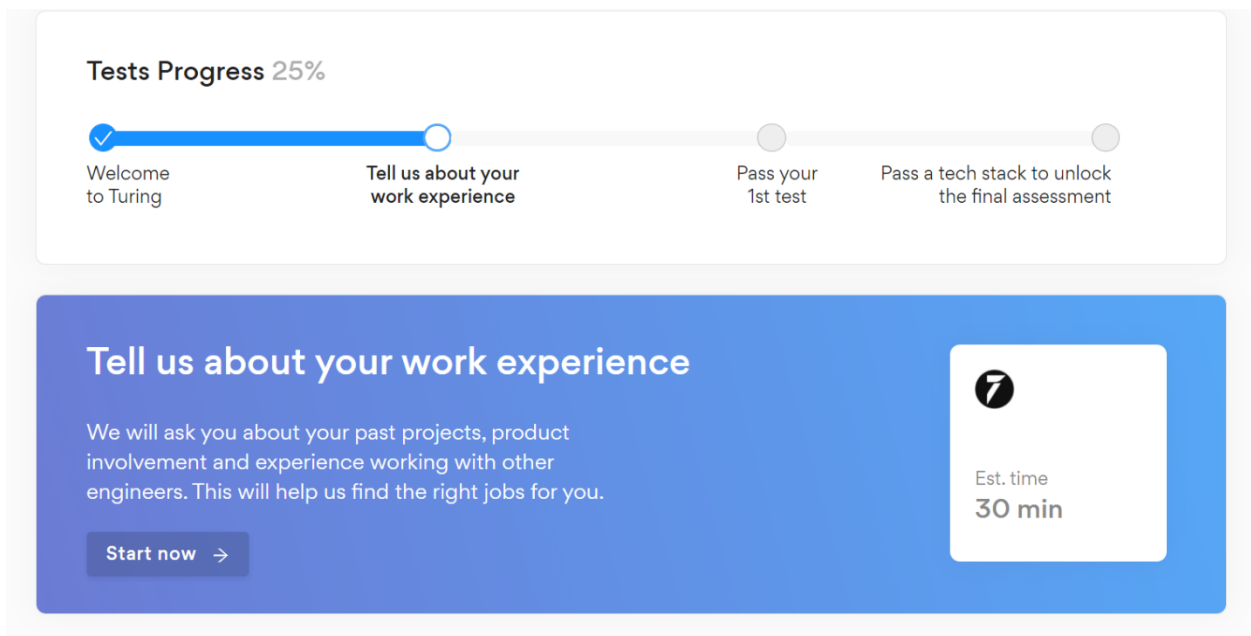 Tests Progress 25%
Welcome
to Turing
Tell us about your
work experience
Pass your
1st test
Pass a tech stack to unlock
the final assessment
Tell us about your work experience
We will ask you about your past projects, product
involvement and experience working with other
engineers. This will help us find the right jobs for you.
Start now →
Est. time
30 min